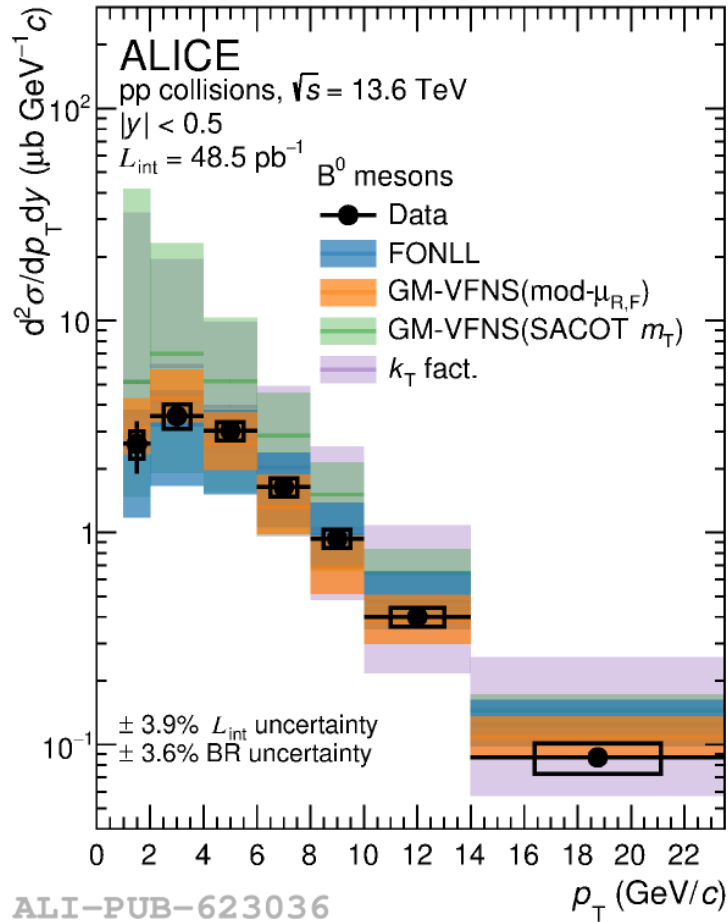 ALICE
pp collisions, √s = 13.6 TeV
|y| < 0.5
L_int = 48.5 pb⁻¹
B⁰ mesons
Data
FONLL
GM-VFNS(mod-μ_R,F)
GM-VFNS(SACOT m_T)
k_T fact.
d²σ/dp_T dy (μb GeV⁻¹ c)
10²
10
1
10⁻¹
± 3.9% L_int uncertainty
± 3.6% BR uncertainty
0 2 4 6 8 10 12 14 16 18 20 22
p_T (GeV/c)
ALI-PUB-623036